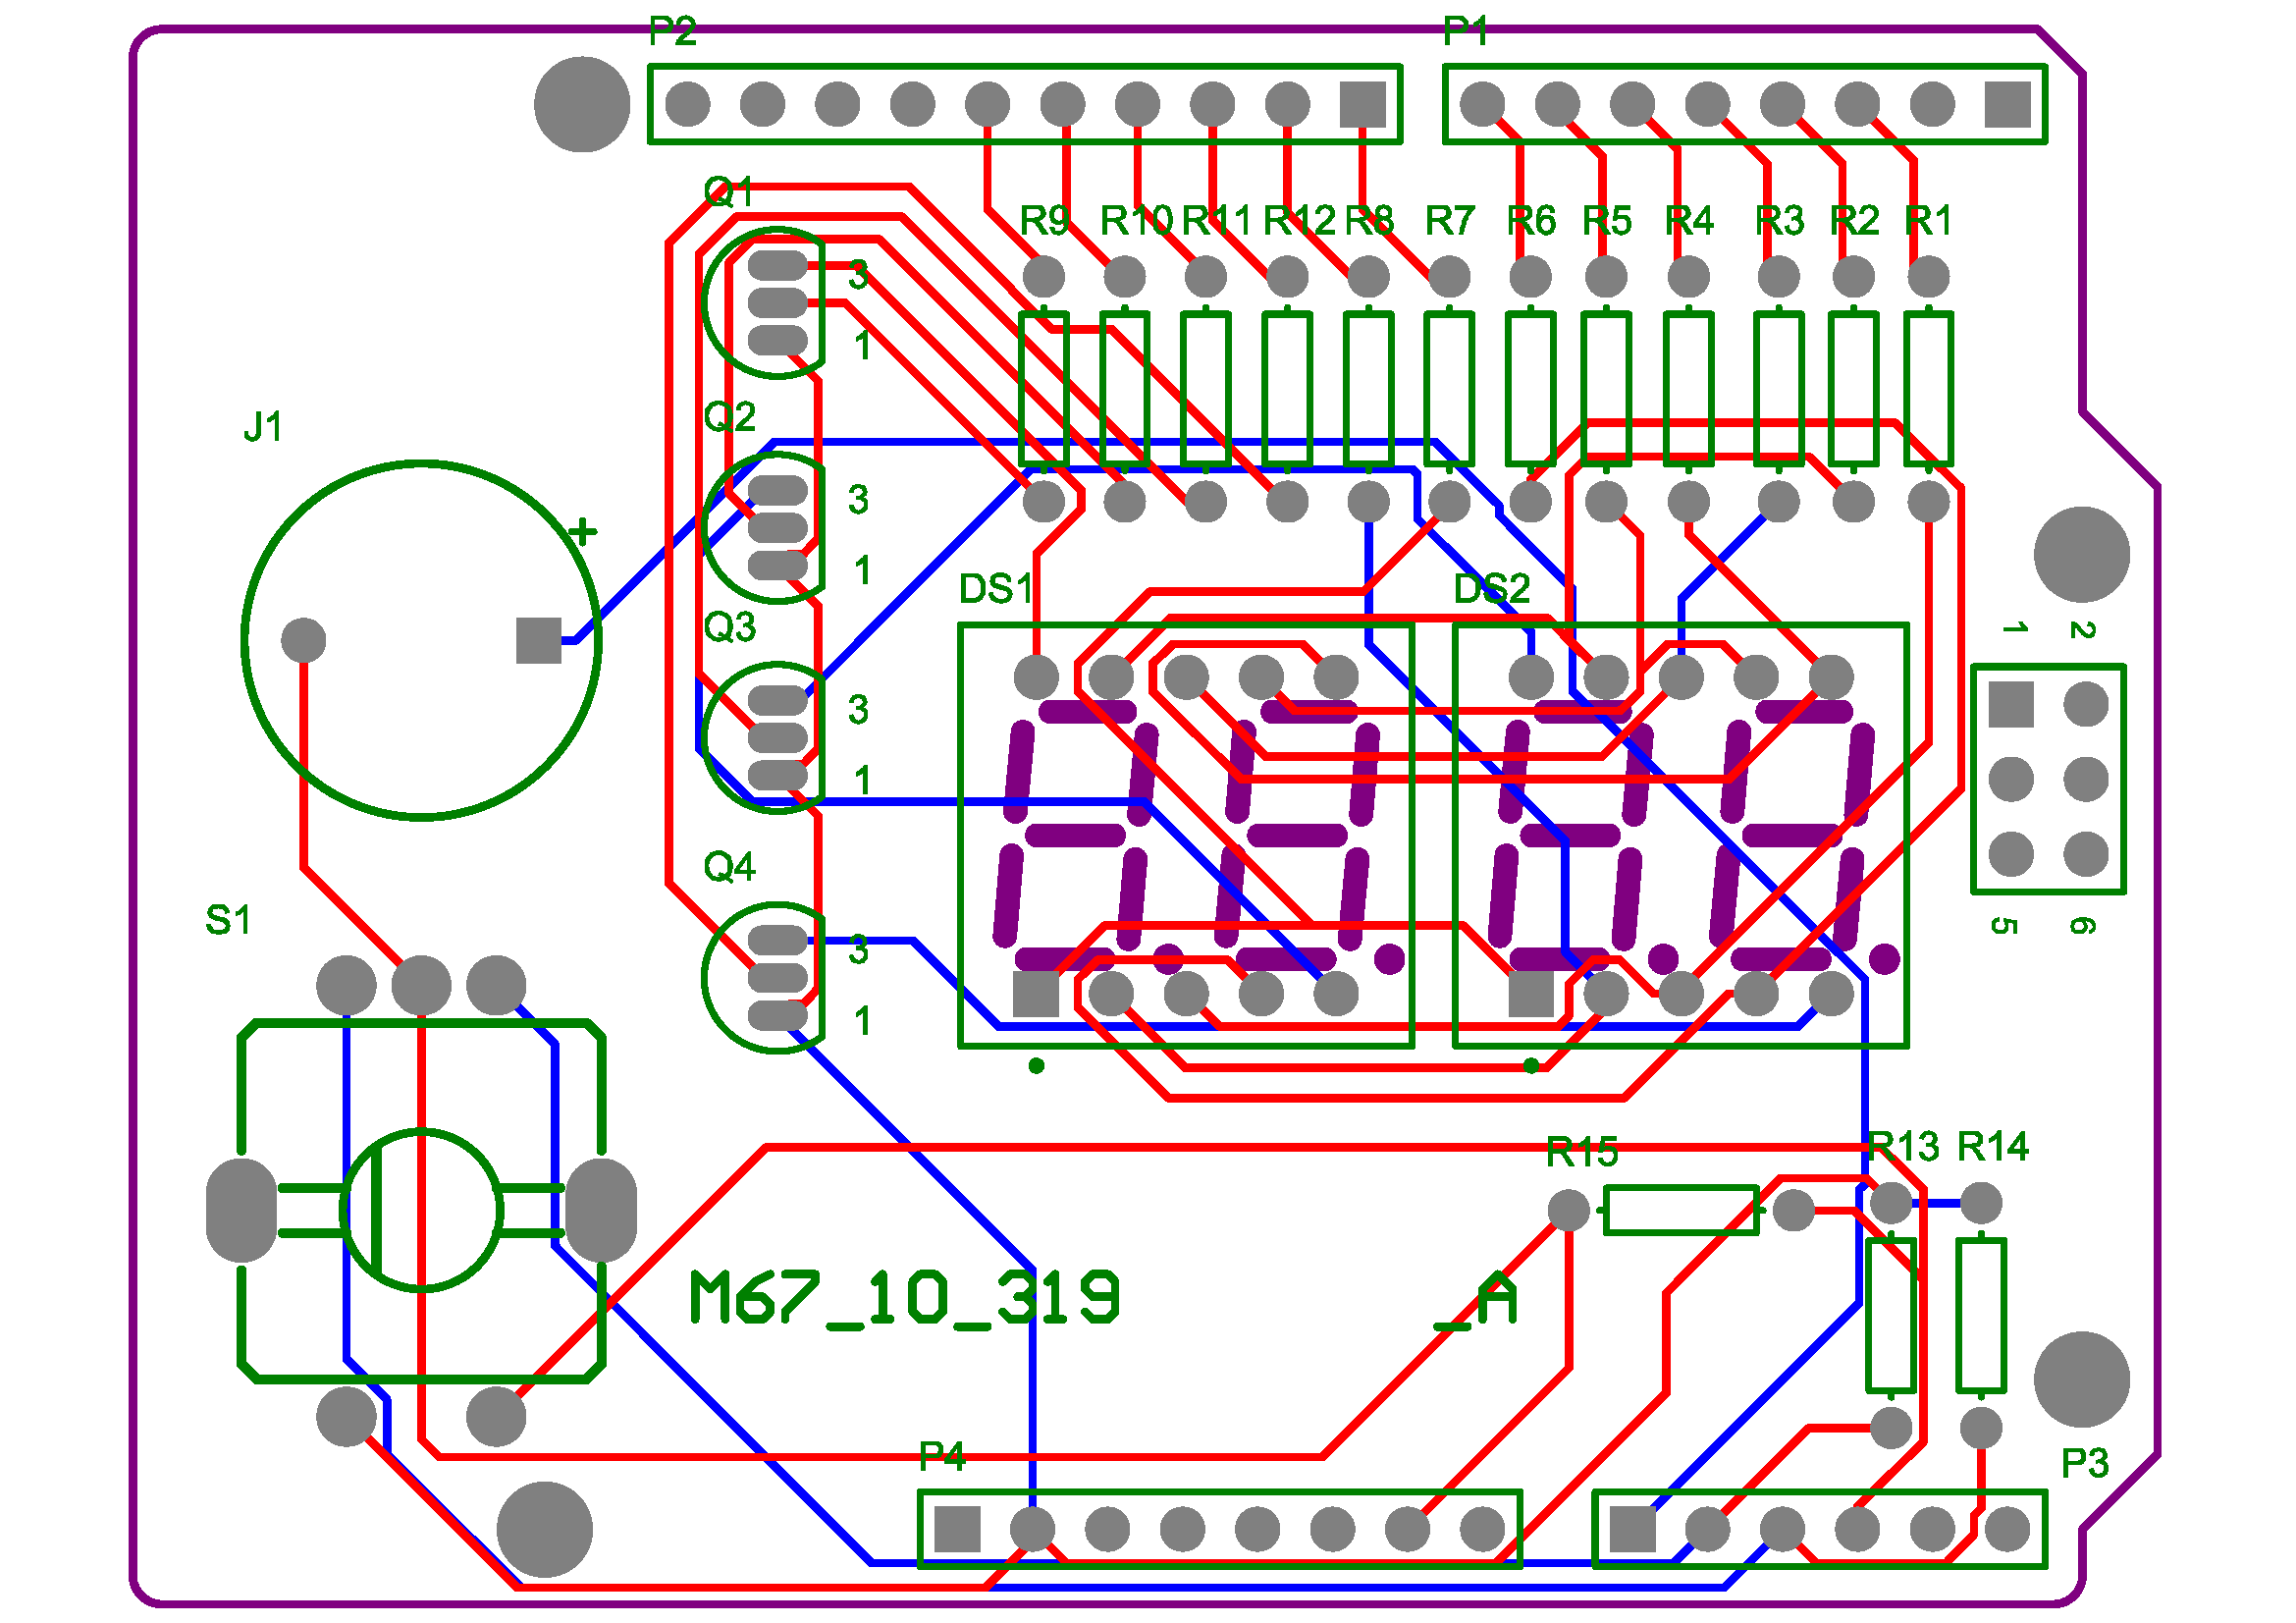 P2 P1
Q1
R9 R10 R11 R12 R8 R7 R6 R5 R4 R3 R2 R1
3
1
J1 Q2
3
+
1
DS1 DS2
Q3
1 2
3
1
Q4
S1
5 6
3
1
R15 R13 R14
M67_10_319 _A
P4 P3